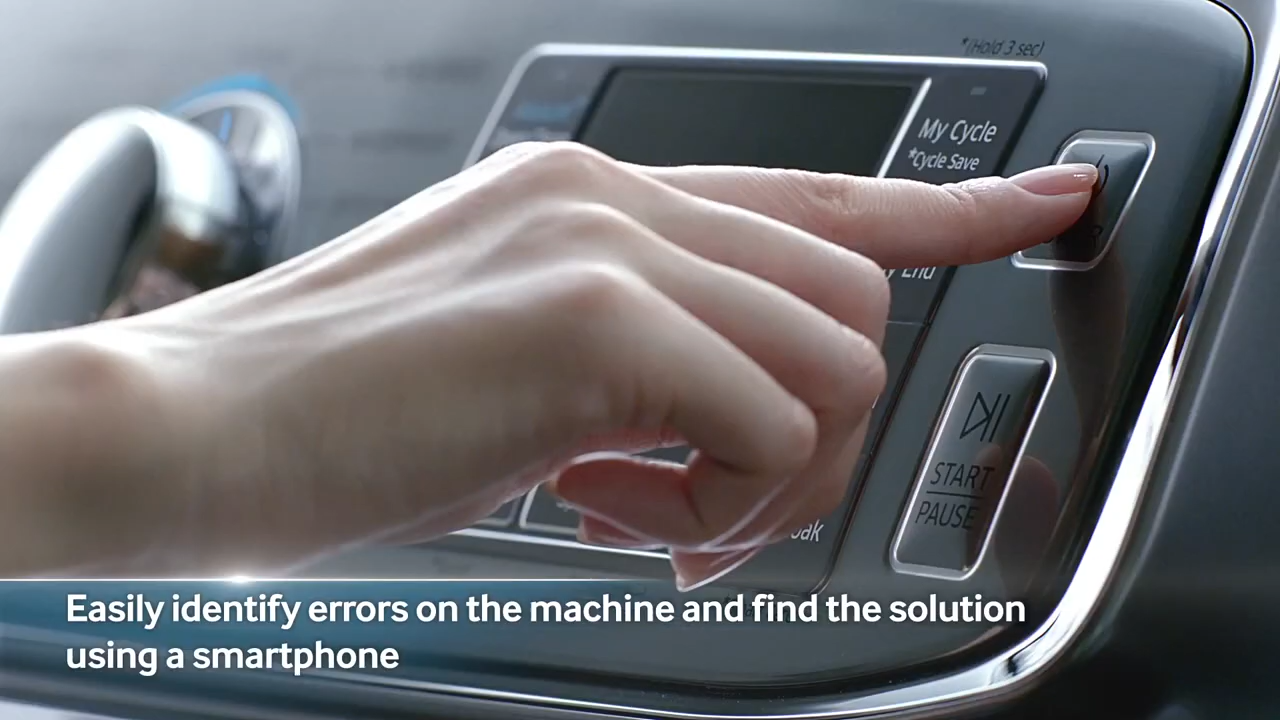 *(Hold 3 sec)
My Cycle
*Cycle Save
End
START
PAUSE
Easily identify errors on the machine and find the solution
using a smartphone